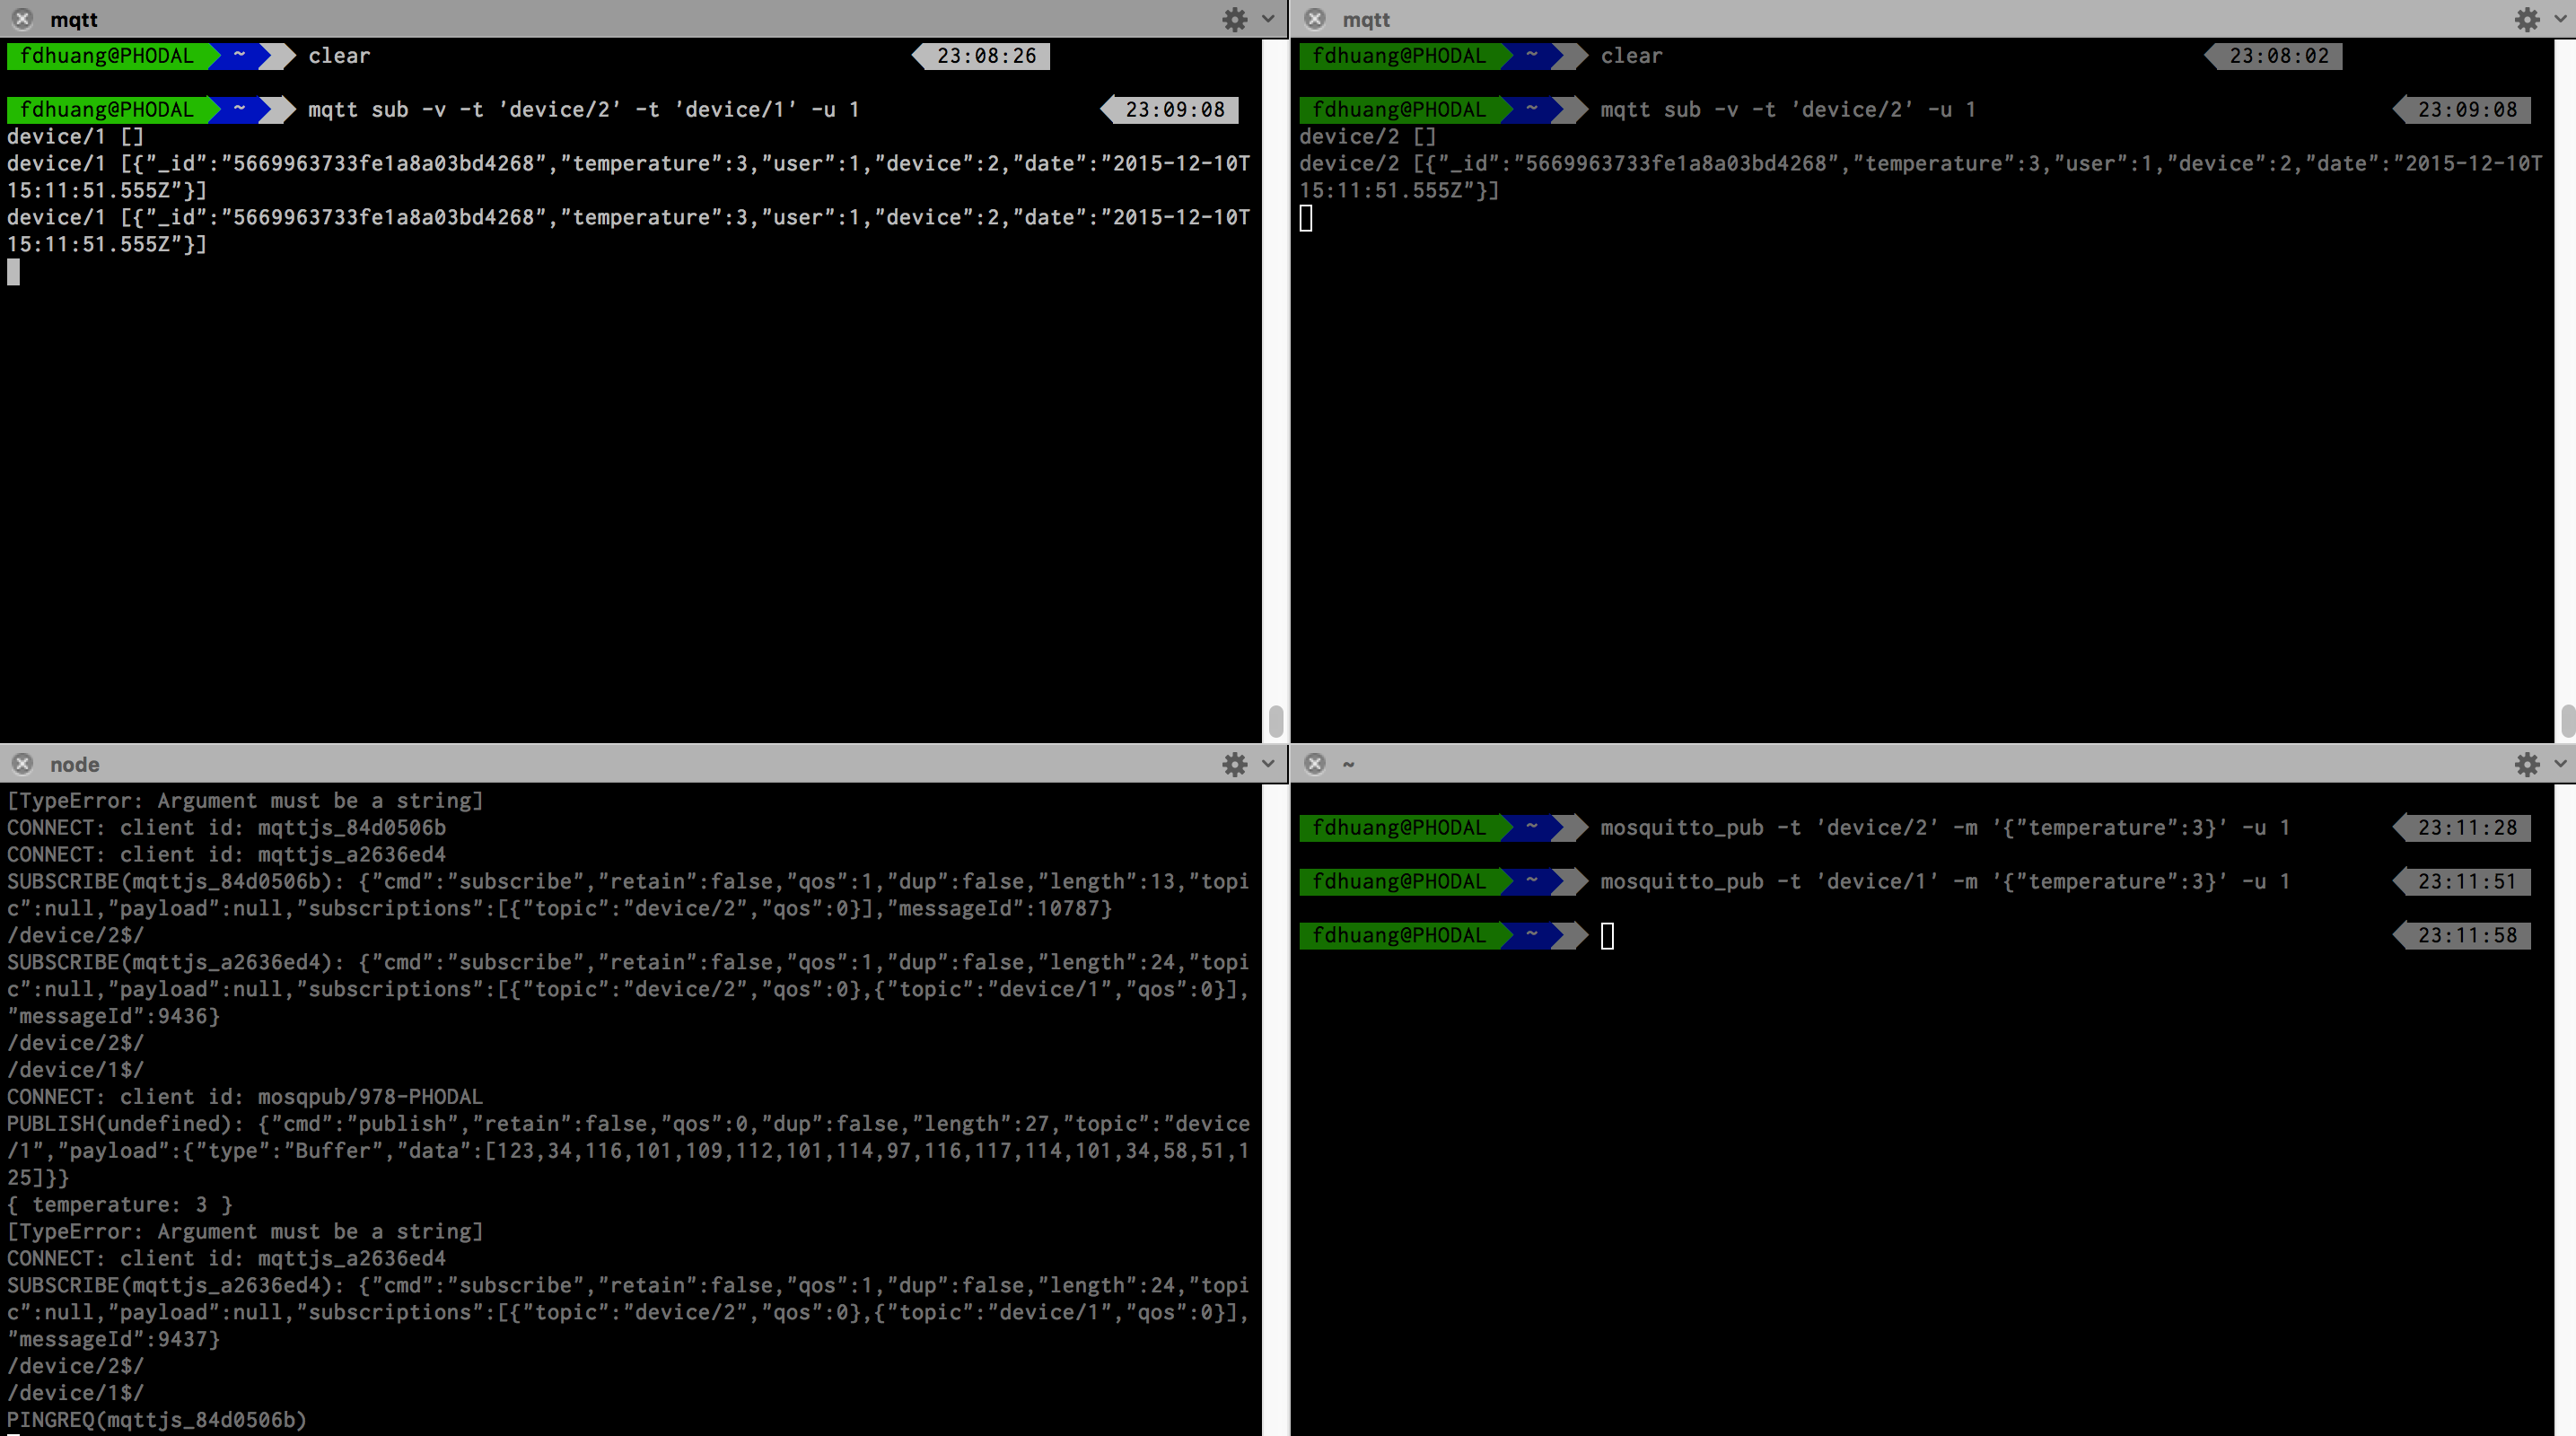 mqtt
fdhuang@PHODAL ~ clear 23:08:26
fdhuang@PHODAL ~ mqtt sub -v -t 'device/2' -t 'device/1' -u 1 23:09:08
device/1 []
device/1 [{"_id":"5669963733fe1a8a03bd4268","temperature":3,"user":1,"device":2,"date":"2015-12-10T
15:11:51.555Z"}]
device/1 [{"_id":"5669963733fe1a8a03bd4268","temperature":3,"user":1,"device":2,"date":"2015-12-10T
15:11:51.555Z"}]
mqtt
fdhuang@PHODAL ~ clear 23:08:02
fdhuang@PHODAL ~ mqtt sub -v -t 'device/2' -u 1 23:09:08
device/2 []
device/2 [{"_id":"5669963733fe1a8a03bd4268","temperature":3,"user":1,"device":2,"date":"2015-12-10T
15:11:51.555Z"}]
node
[TypeError: Argument must be a string]
CONNECT: client id: mqttjs_84d0506b
CONNECT: client id: mqttjs_a2636ed4
SUBSCRIBE(mqttjs_84d0506b): {"cmd":"subscribe","retain":false,"qos":1,"dup":false,"length":13,"topi
c":null,"payload":null,"subscriptions":[{"topic":"device/2","qos":0}],"messageId":10787}
/device/2$/
SUBSCRIBE(mqttjs_a2636ed4): {"cmd":"subscribe","retain":false,"qos":1,"dup":false,"length":24,"topi
c":null,"payload":null,"subscriptions":[{"topic":"device/2","qos":0},{"topic":"device/1","qos":0}],
"messageId":9436}
/device/2$/
/device/1$/
CONNECT: client id: mosqpub/978-PHODAL
PUBLISH(undefined): {"cmd":"publish","retain":false,"qos":0,"dup":false,"length":27,"topic":"device
/1","payload":{"type":"Buffer","data":[123,34,116,101,109,112,101,114,97,116,117,114,101,34,58,51,1
25]}}
{ temperature: 3 }
[TypeError: Argument must be a string]
CONNECT: client id: mqttjs_a2636ed4
SUBSCRIBE(mqttjs_a2636ed4): {"cmd":"subscribe","retain":false,"qos":1,"dup":false,"length":24,"topi
c":null,"payload":null,"subscriptions":[{"topic":"device/2","qos":0},{"topic":"device/1","qos":0}],
"messageId":9437}
/device/2$/
/device/1$/
PINGREQ(mqttjs_84d0506b)
~
fdhuang@PHODAL ~ mosquitto_pub -t 'device/2' -m '{"temperature":3}' -u 1 23:11:28
fdhuang@PHODAL ~ mosquitto_pub -t 'device/1' -m '{"temperature":3}' -u 1 23:11:51
fdhuang@PHODAL ~ 23:11:58